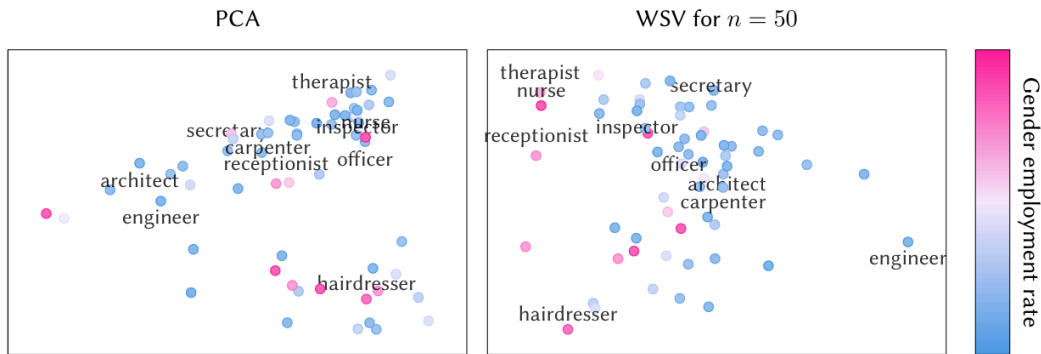 PCA
therapist
nurse
inspector
secretary
carpenter
receptionist
officer
architect
engineer
hairdresser
WSV for n = 50
therapist
nurse
secretary
receptionist
inspector
officer
architect
carpenter
engineer
hairdresser
Gender employment rate